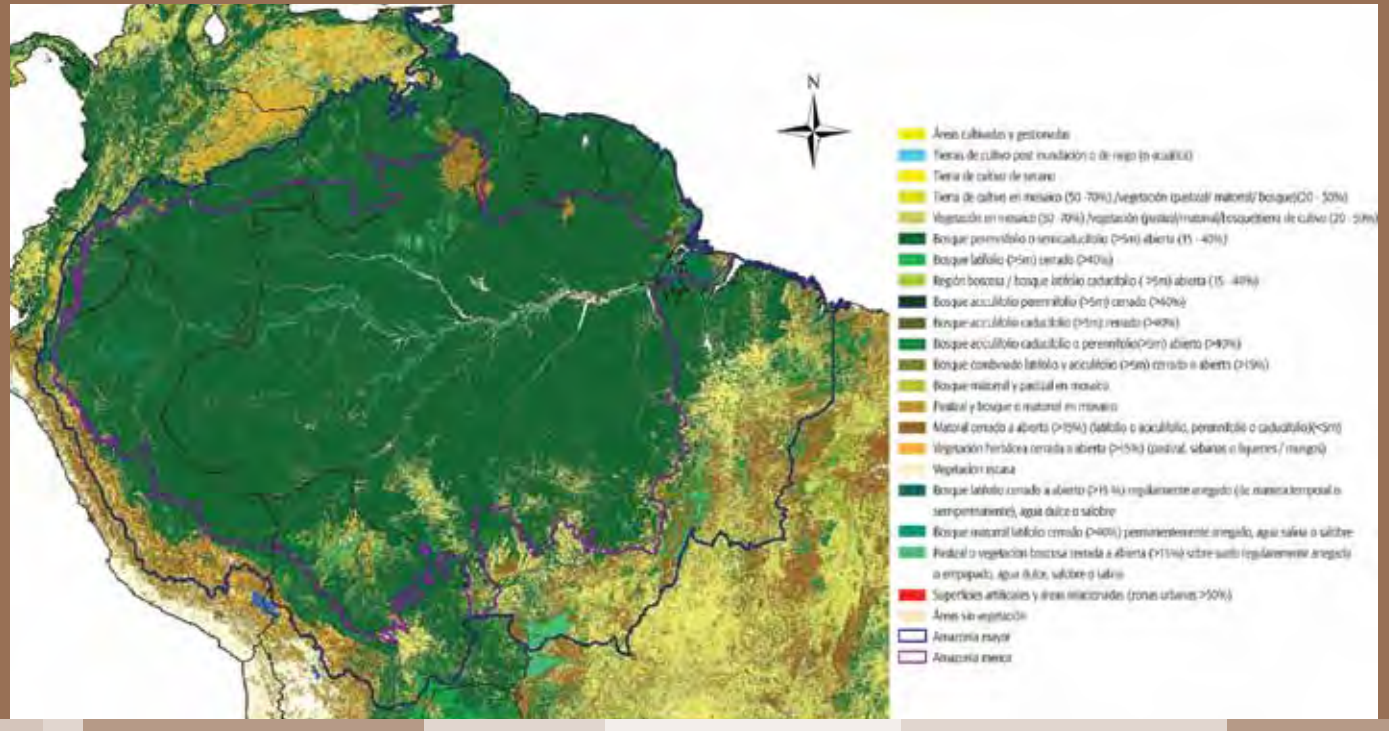 N
Áreas cultivadas y gestionadas
Tierras de cultivo post inundación o de riego (o acuática)
Tierra de cultivo de secano
Tierra de cultivo en mosaico (50 -70%) /vegetación (pastizal/ matorral/ bosque)(20 - 50%)
Vegetación en mosaico (50 -70%) /vegetación (pastizal/matorral/bosque)tierra de cultivo (20 - 50%)
Bosque perennifolio o semicaducifolio (>5m) abierto (15 - 40%)
Bosque latifolio (>5m) cerrado (>40%)
Región boscosa / bosque latifolio caducifolio ( >5m) abierta (15 - 40%)
Bosque acicufolio perennifolio (>5m) cerrado (>40%)
Bosque acicufolio caducifolio (>5m) cerrado (>40%)
Bosque acicufolio caducifolio o perennifolio(>5m) abierto (>40%)
Bosque combinado latifolio y acicufolio (>5m) cerrado o abierto (>15%)
Bosque matorral y pastizal en mosaico
Pastizal y bosque o matorral en mosaico
Matorral cerrado a abierto (>15%) (latifolio o acicufolio, perennifolio o caducifolio)(<5m)
Vegetación herbácea cerrada o abierta (>15%) (pastizal, sabanas o líquenes / musgos)
Vegetación escasa
Bosque latifolio cerrado a abierto (>15 %) regularmente anegado (de manera temporal o
semipermanente), agua dulce o salobre
Bosque matorral latifolio cerrado (>40%) permanentemente anegado, agua salina o salobre
Pastizal o vegetación boscosa cerrada a abierta (>15%) sobre suelo regularmente anegado
o empapado, agua dulce, salobre o salina
Superficies artificiales y áreas relacionadas (zonas urbanas >50%)
Áreas sin vegetación
Amazonía mayor
Amazonía menor